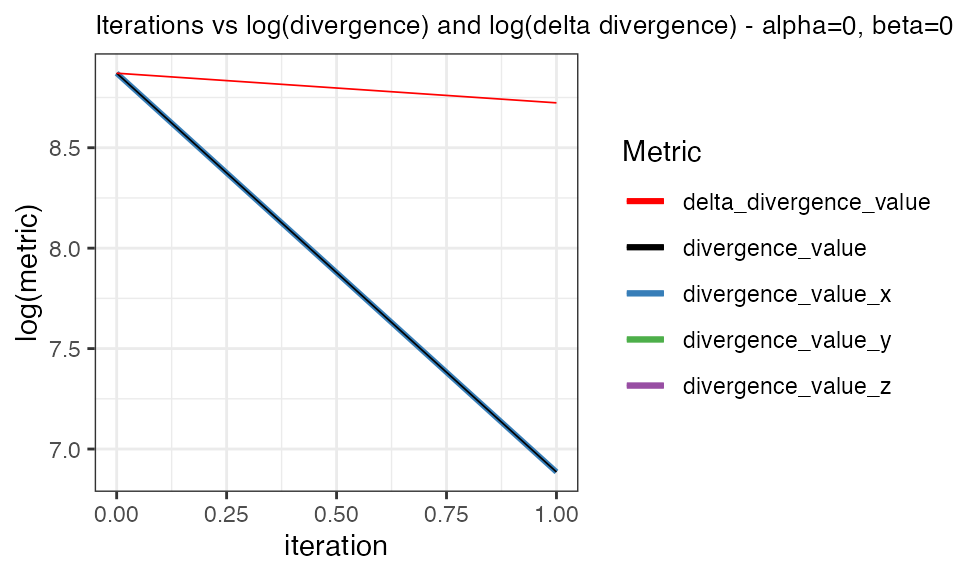 Iterations vs log(divergence) and log(delta divergence) - alpha=0, beta=0
log(metric)
8.5
8.0
7.5
7.0
0.00 0.25 0.50 0.75 1.00
iteration
Metric
delta_divergence_value
divergence_value
divergence_value_x
divergence_value_y
divergence_value_z